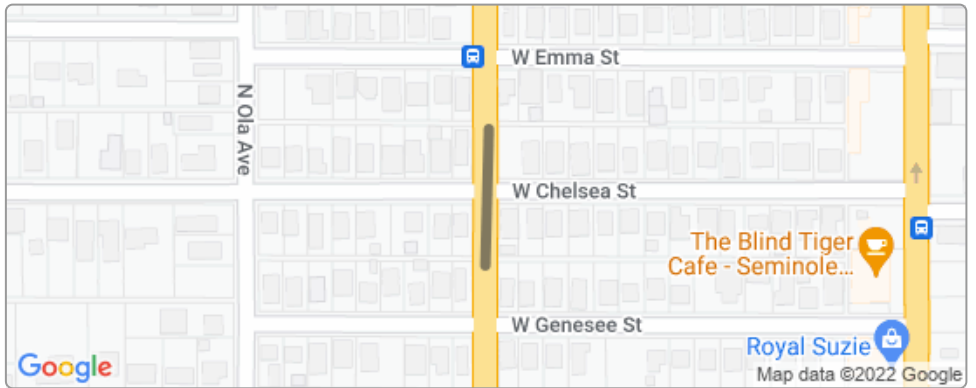 W Emma St
N Ola Ave
W Chelsea St
The Blind Tiger
Cafe - Seminole...
W Genesee St
Royal Suzie
Google
Map data ©2022 Google